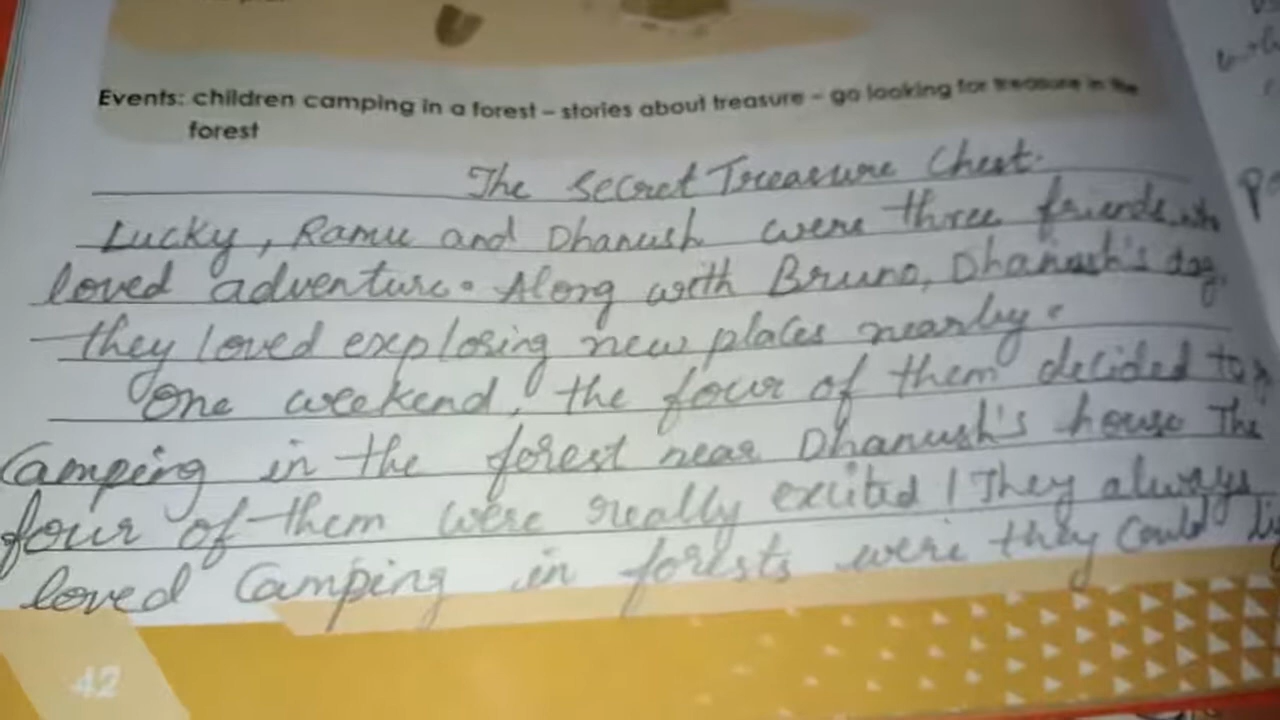 Events: children camping in a forest – stories about treasure – go looking for treasure in the
forest
The Secret Treasure Chest.
Lucky, Ramu and Dhanush were three friends who
loved adventure. Along with Bruno, Dhanush's dog,
they loved exploring new places nearby.
One weekend, the four of them decided to
Camping in the forest near Dhanush's house The
four of them were really excited! They always
loved Camping in forests were they could
42